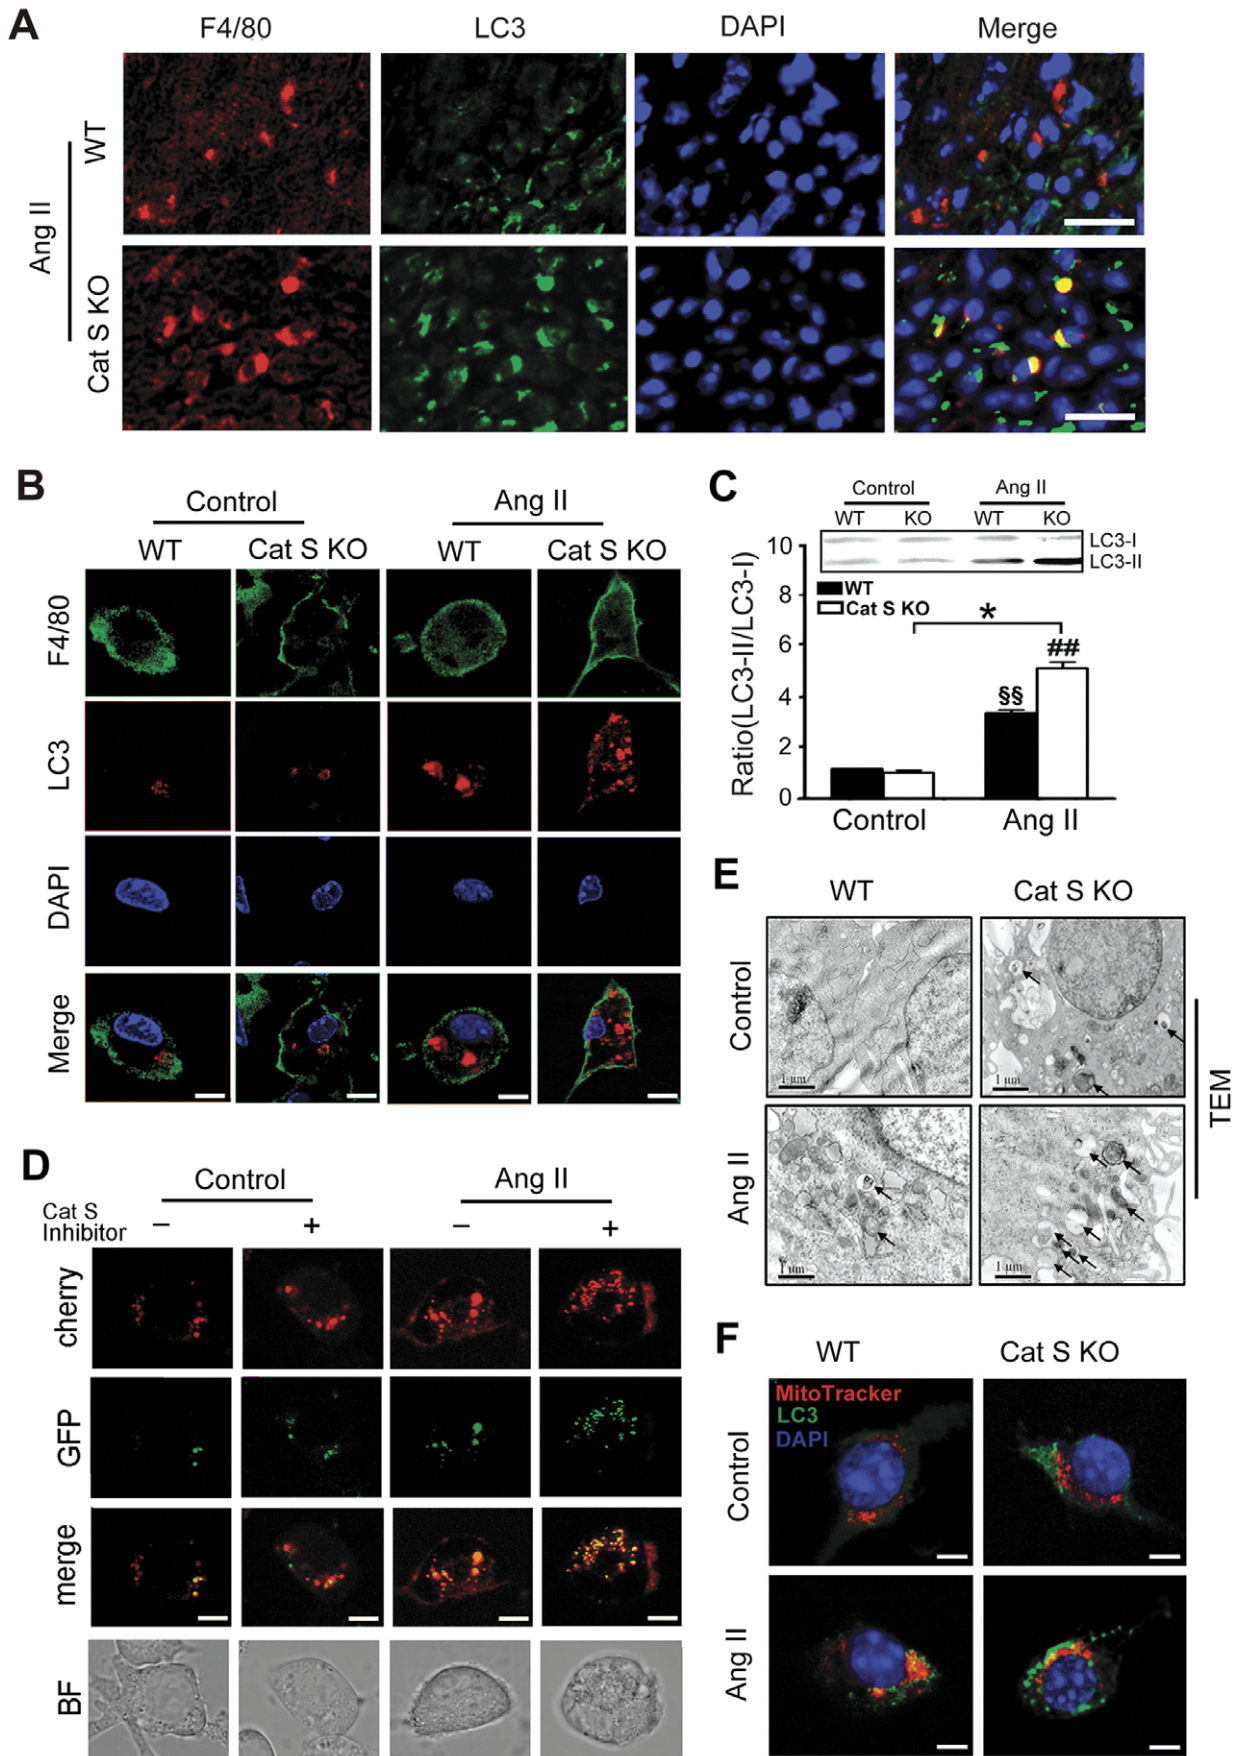 A
F4/80 LC3 DAPI Merge
Ang II
WT
Cat S KO
B
Control Ang II
WT Cat S KO WT Cat S KO
F4/80
LC3
DAPI
Merge
C
Control Ang II
WT KO WT KO
LC3-I
LC3-II
Ratio(LC3-II/LC3-I)
10
8
6
4
2
0
WT
Cat S KO
*
##
§§
Control Ang II
D
Control Ang II
Cat S
Inhibitor − + − +
cherry
GFP
merge
BF
E
WT Cat S KO
Control
1 µm 1 µm
Ang II
1 µm 1 µm
TEM
F
WT Cat S KO
Control
MitoTracker
LC3
DAPI
Ang II